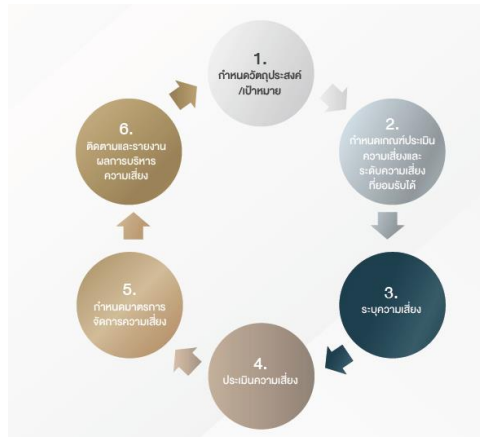 1.
กำหนดวัตถุประสงค์
/เป้าหมาย
2.
กำหนดเกณฑ์ประเมิน
ความเสี่ยงและ
ระดับความเสี่ยง
ที่ยอมรับได้
3.
ระบุความเสี่ยง
4.
ประเมินความเสี่ยง
5.
กำหนดมาตรการ
จัดการความเสี่ยง
6.
ติดตามและรายงาน
ผลการบริหาร
ความเสี่ยง